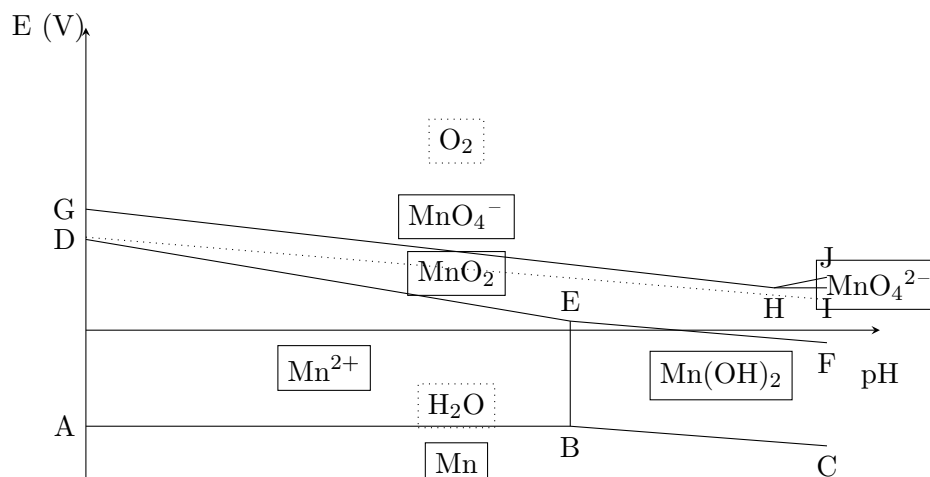 E (V)
O₂
G
MnO₄⁻
D
J
MnO₂
MnO₄²⁻
H
I
E
Mn²⁺
Mn(OH)₂
F
pH
H₂O
A
B
Mn
C